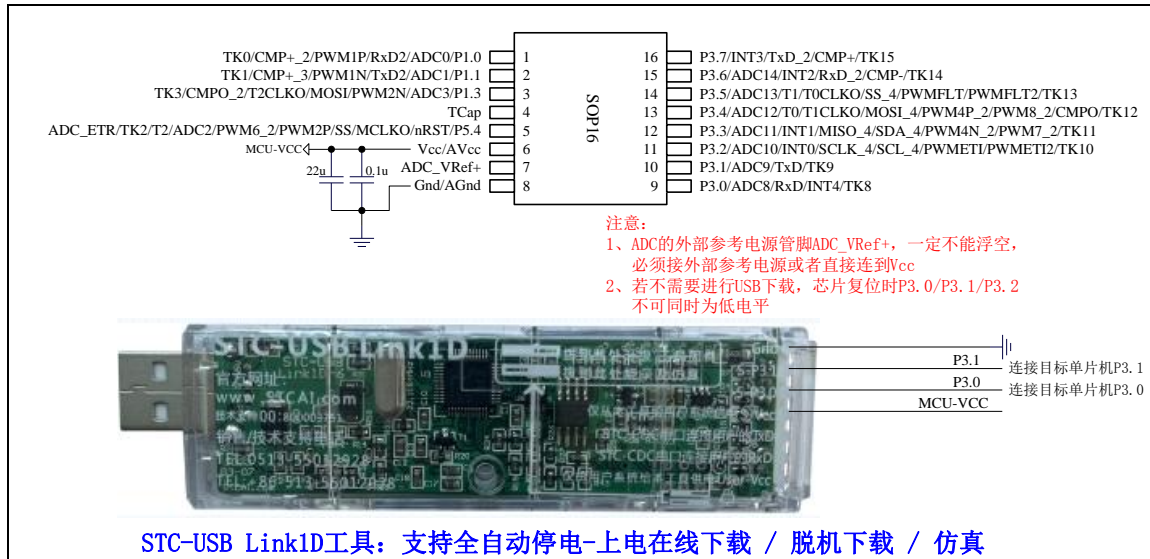 TK0/CMP+_2/PWM1P/RxD2/ADC0/P1.0 1
TK1/CMP+_3/PWM1N/TxD2/ADC1/P1.1 2
TK3/CMPO_2/T2CLKO/MOSI/PWM2N/ADC3/P1.3 3
TCap 4
ADC_ETR/TK2/T2/ADC2/PWM6_2/PWM2P/SS/MCLKO/nRST/P5.4 5
MCU-VCC Vcc/AVcc 6
ADC_VRef+ 7
Gnd/AGnd 8
22u 0.1u
SOP16
16 P3.7/INT3/TxD_2/CMP+/TK15
15 P3.6/ADC14/INT2/RxD_2/CMP-/TK14
14 P3.5/ADC13/T1/T0CLKO/SS_4/PWMFLT/PWMFLT2/TK13
13 P3.4/ADC12/T0/T1CLKO/MOSI_4/PWM4P_2/PWM8_2/CMPO/TK12
12 P3.3/ADC11/INT1/MISO_4/SDA_4/PWM4N_2/PWM7_2/TK11
11 P3.2/ADC10/INT0/SCLK_4/SCL_4/PWMETI/PWMETI2/TK10
10 P3.1/ADC9/TxD/TK9
9 P3.0/ADC8/RxD/INT4/TK8
注意:
1、ADC的外部参考电源管脚ADC_VRef+，一定不能浮空，
必须接外部参考电源或者直接连到Vcc
2、若不需要进行USB下载，芯片复位时P3.0/P3.1/P3.2
不可同时为低电平
STC-USB Link1D
官方网址:
www.STCAI.com
Gnd
S-P3.1
P3.1 连接目标单片机P3.1
P3.0 连接目标单片机P3.0
MCU-VCC
User-Vcc
STC-USB Link1D工具: 支持全自动停电-上电在线下载 / 脱机下载 / 仿真